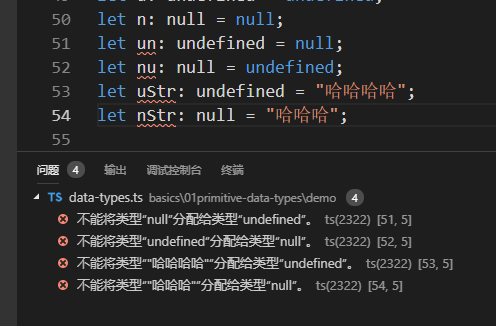 50 let n: null = null;
51 let un: undefined = null;
52 let nu: null = undefined;
53 let uStr: undefined = "哈哈哈哈";
54 let nStr: null = "哈哈哈";
55
问题 4 输出 调试控制台 终端
TS data-types.ts basics\01primitive-data-types\demo 4
不能将类型“null”分配给类型“undefined”。 ts(2322) [51, 5]
不能将类型“undefined”分配给类型“null”。 ts(2322) [52, 5]
不能将类型“"哈哈哈哈"”分配给类型“undefined”。 ts(2322) [53, 5]
不能将类型“"哈哈哈"”分配给类型“null”。 ts(2322) [54, 5]